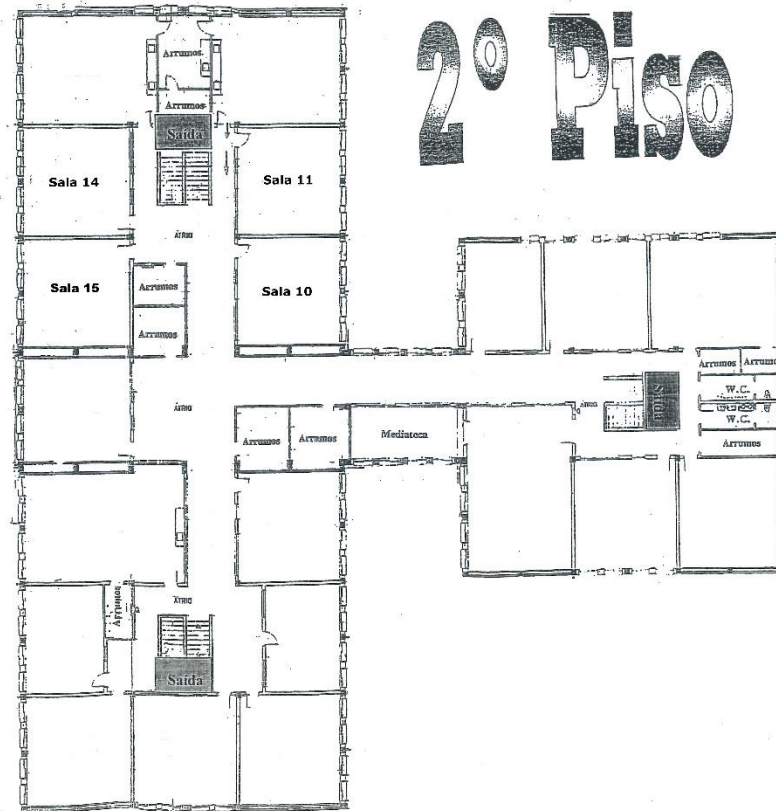 2º Piso
Arrumos
Arrumos
Saída
Sala 14
Sala 11
ÁTRIO
Sala 15
Arrumos
Sala 10
Arrumos
Arrumos
Arrumos
W.C.
W.C.
Arrumos
Saída
ÁTRIO
ÁTRIO
Arrumos
Arrumos
Mediateca
Arrumos
ÁTRIO
Saída